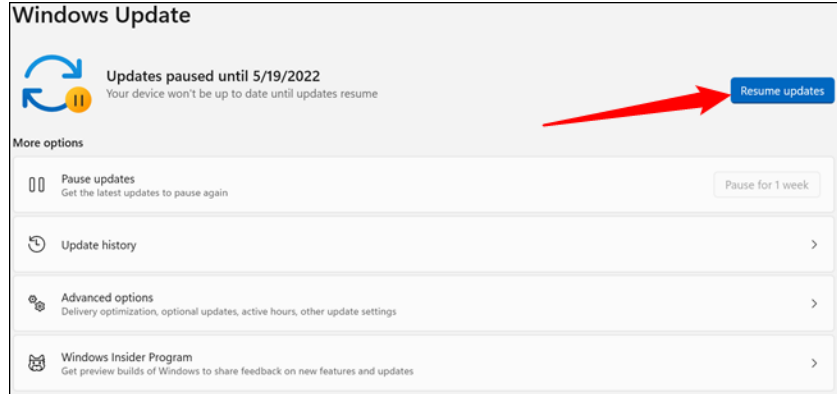 Windows Update
Updates paused until 5/19/2022
Your device won't be up to date until updates resume
Resume updates
More options
Pause updates
Get the latest updates to pause again
Pause for 1 week
Update history
Advanced options
Delivery optimization, optional updates, active hours, other update settings
Windows Insider Program
Get preview builds of Windows to share feedback on new features and updates